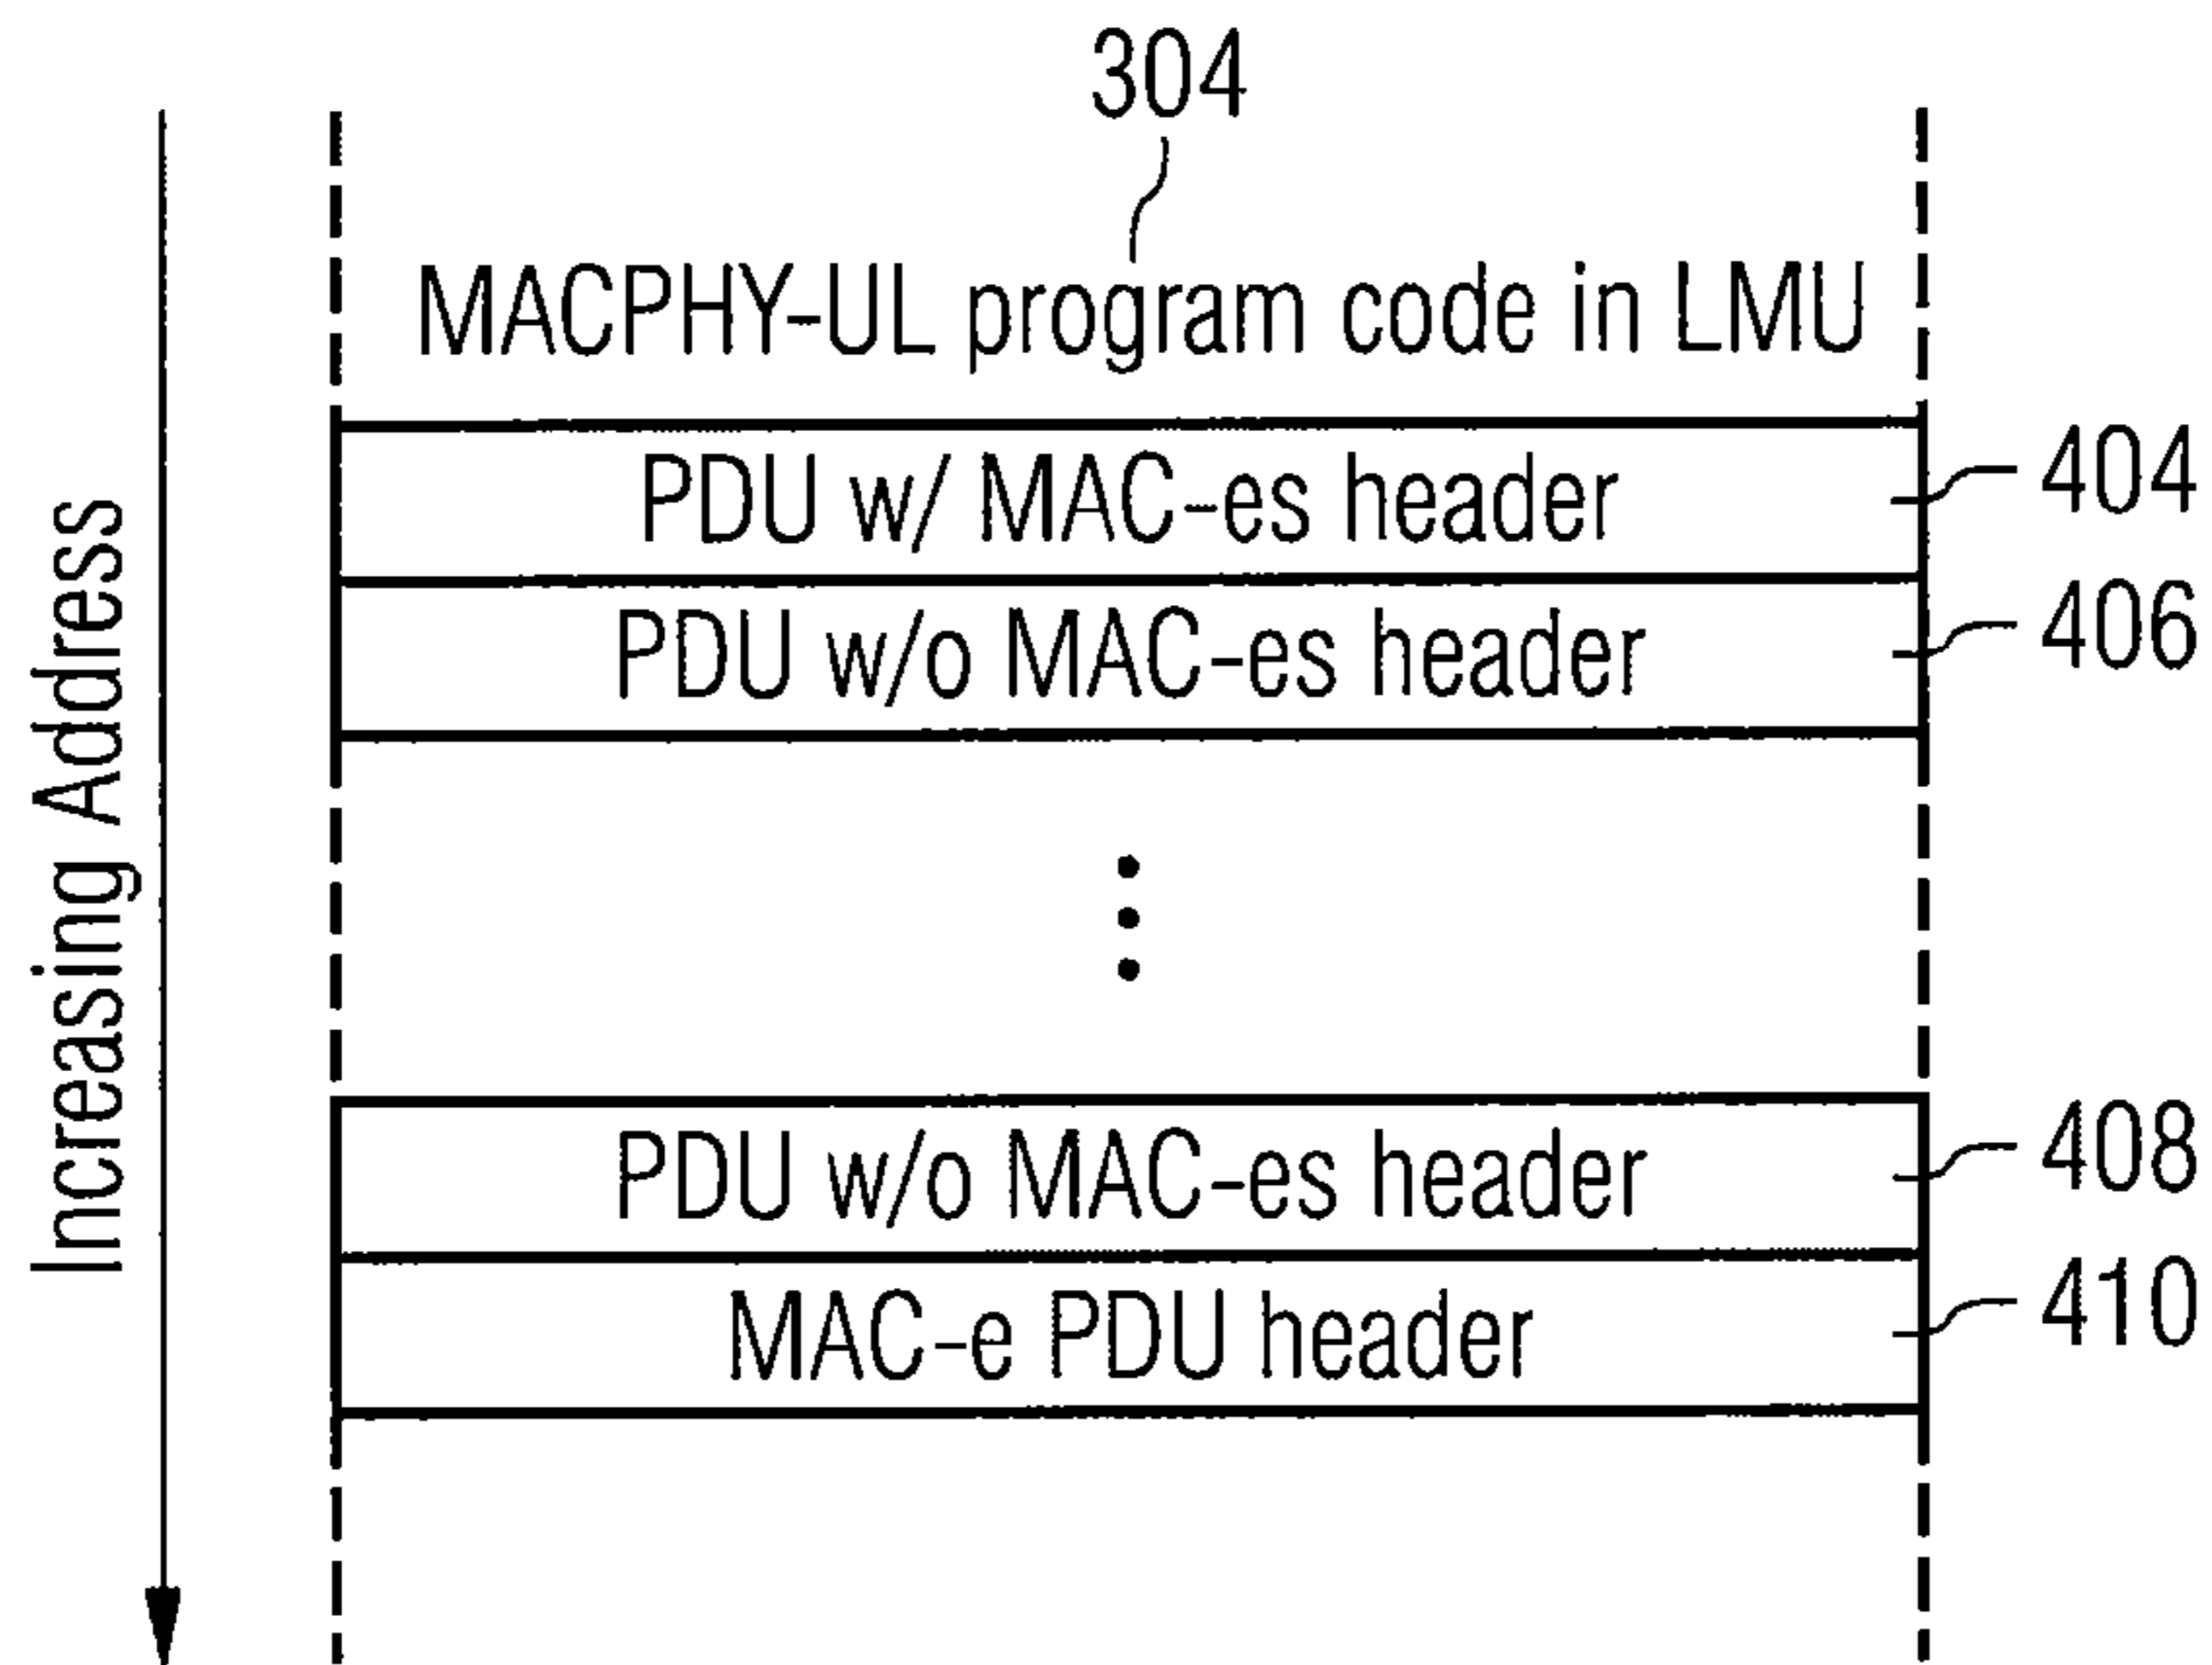 304
MACPHY-UL program code in LMU
PDU w/ MAC-es header
404
PDU w/o MAC-es header
406
Increasing Address
PDU w/o MAC-es header
408
MAC-e PDU header
410